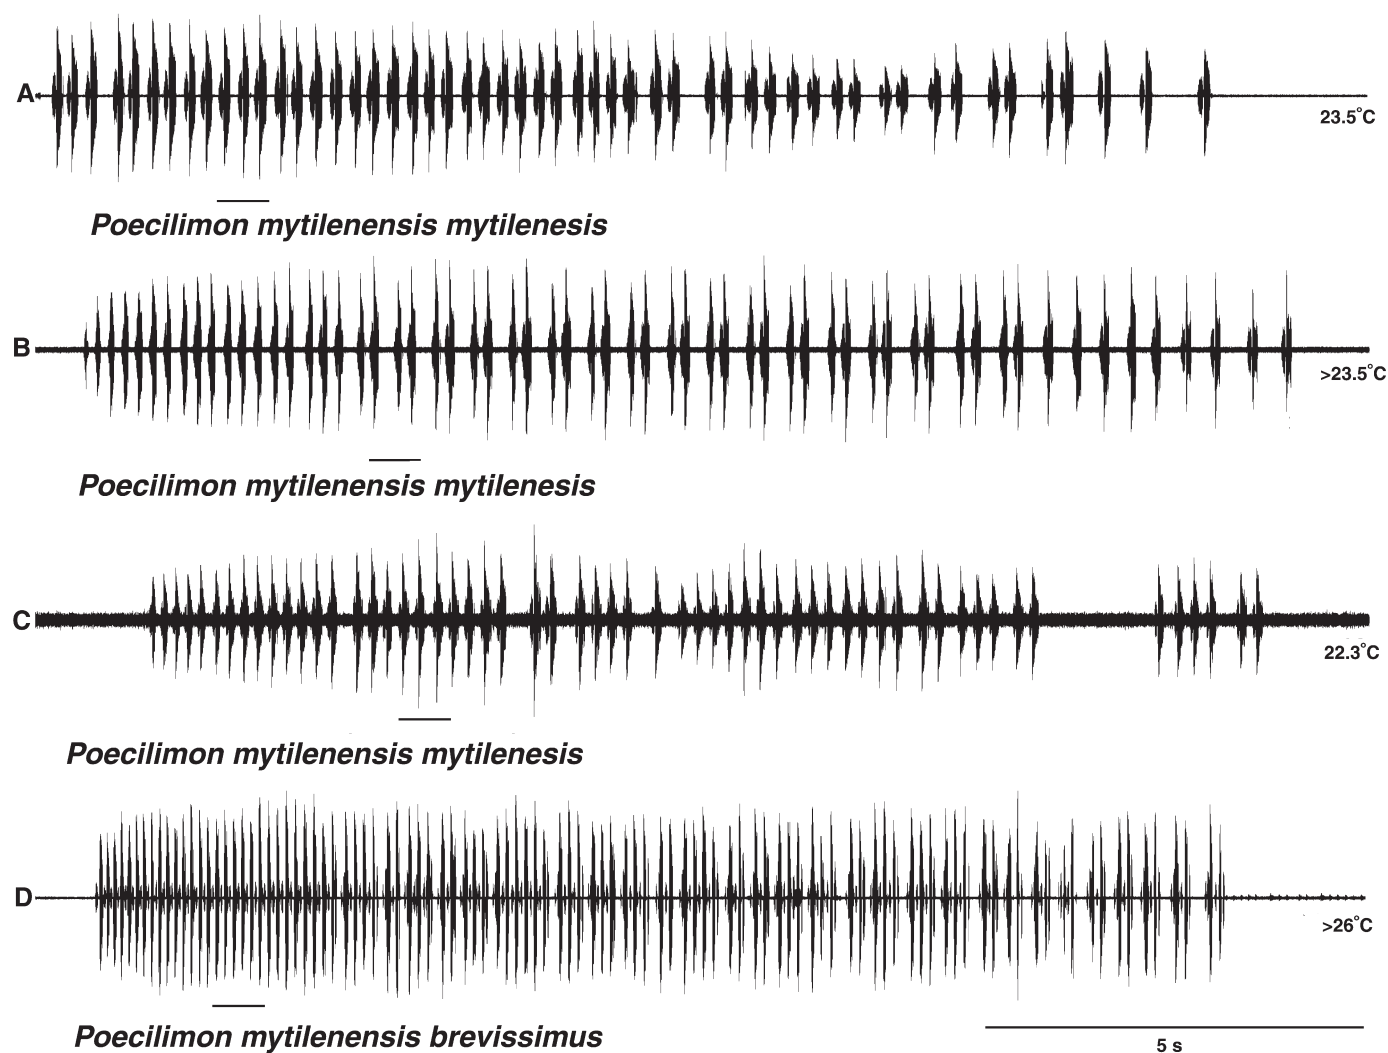 A
23.5°C
Poecilimon mytilenensis mytilenesis
B
>23.5°C
Poecilimon mytilenensis mytilenesis
C
22.3°C
Poecilimon mytilenensis mytilenesis
D
>26°C
Poecilimon mytilenensis brevissimus
5 s